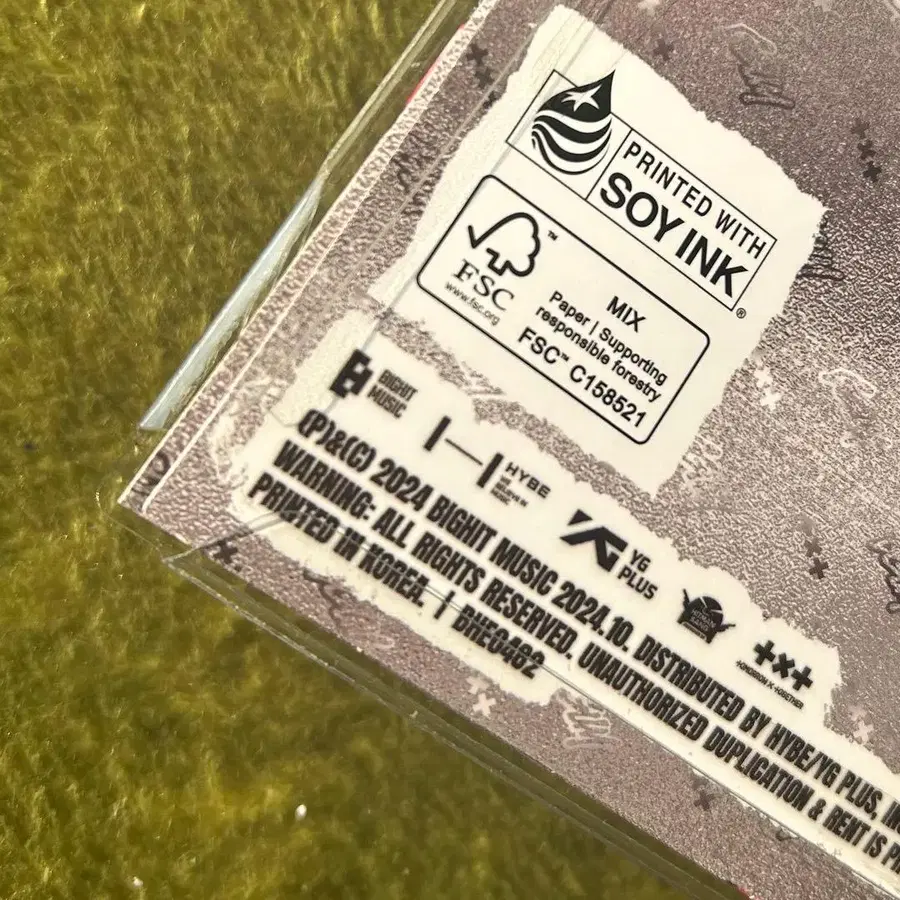 PRINTED WITH
SOY INK
®
FSC
™
www.fsc.org
MIX
Paper | Supporting
responsible forestry
FSC™ C158521
BIGHIT
MUSIC
HYBE
YG
PLUS
(P)&(C) 2024 BIGHIT MUSIC 2024.10. DISTRIBUTED BY HYBE/YG PLUS,
WARNING: ALL RIGHTS RESERVED. UNAUTHORIZED DUPLICATION & RENT IS
PRINTED IN KOREA. | BHE0482